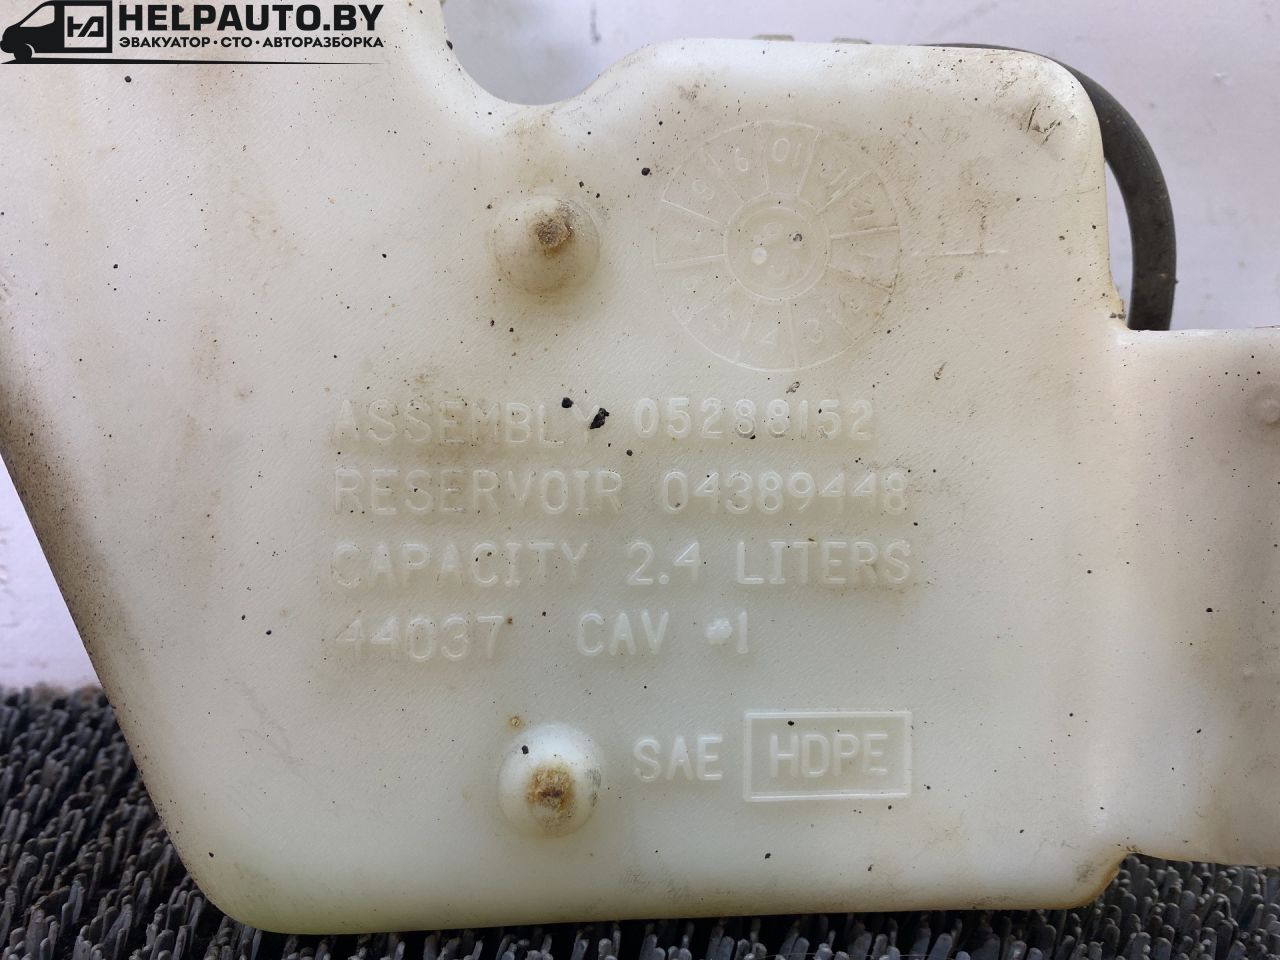 HELPAUTO.BY
ЭВАКУАТОР · СТО · АВТОРАЗБОРКА
ASSEMBLY 05288152
RESERVOIR 04389448
CAPACITY 2.4 LITERS
44037 CAV #1
SAE HDPE